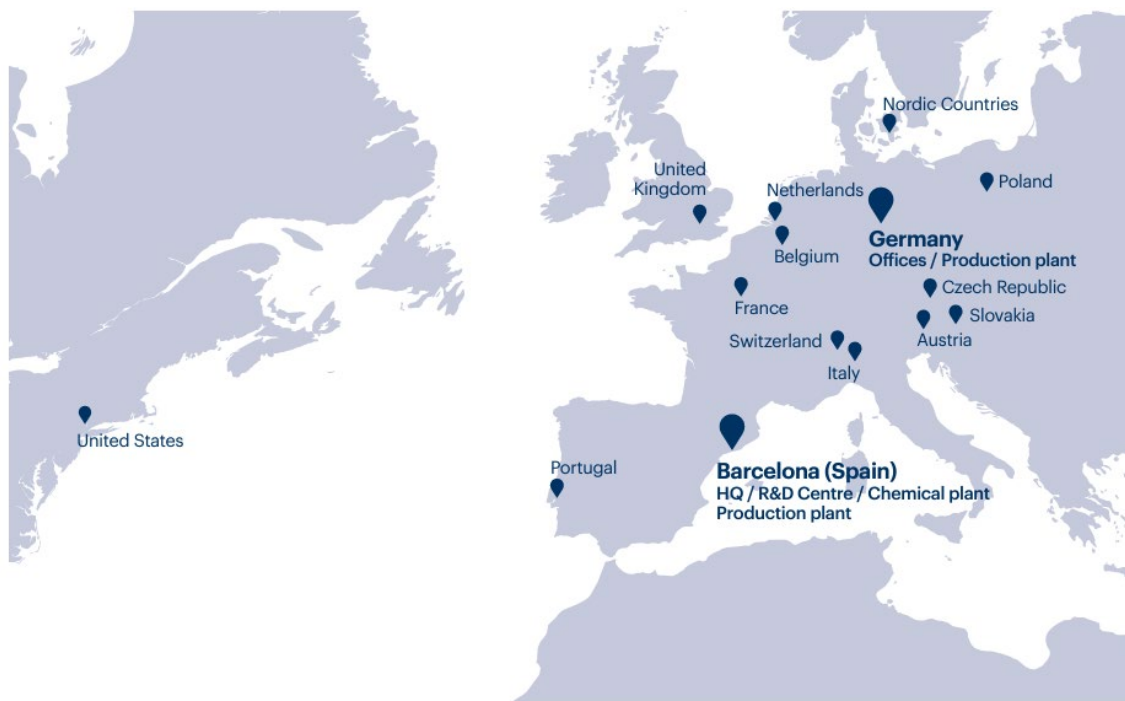 Nordic Countries
United
Kingdom
Netherlands
Poland
Germany
Offices / Production plant
Belgium
Czech Republic
France
Slovakia
Austria
Switzerland
Italy
United States
Portugal
Barcelona (Spain)
HQ / R&D Centre / Chemical plant
Production plant